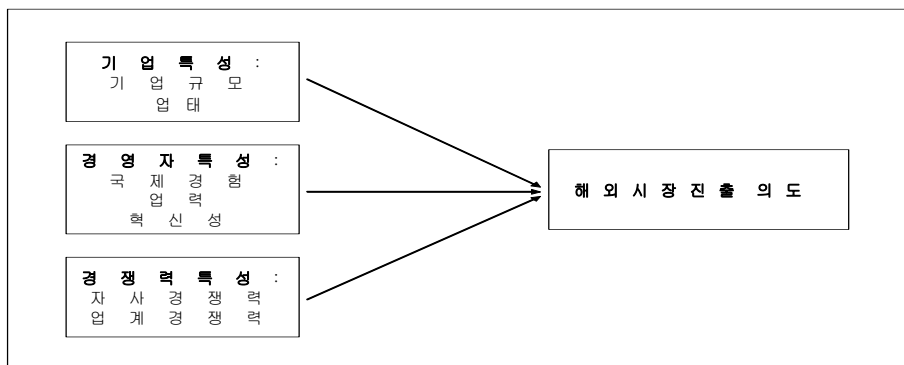 기 업 특 성 :
기 업 규 모
업 태
경 영 자 특 성 :
국 제 경 험
업 력
혁 신 성
해 외 시 장 진 출 의 도
경 쟁 력 특 성 :
자 사 경 쟁 력
업 계 경 쟁 력